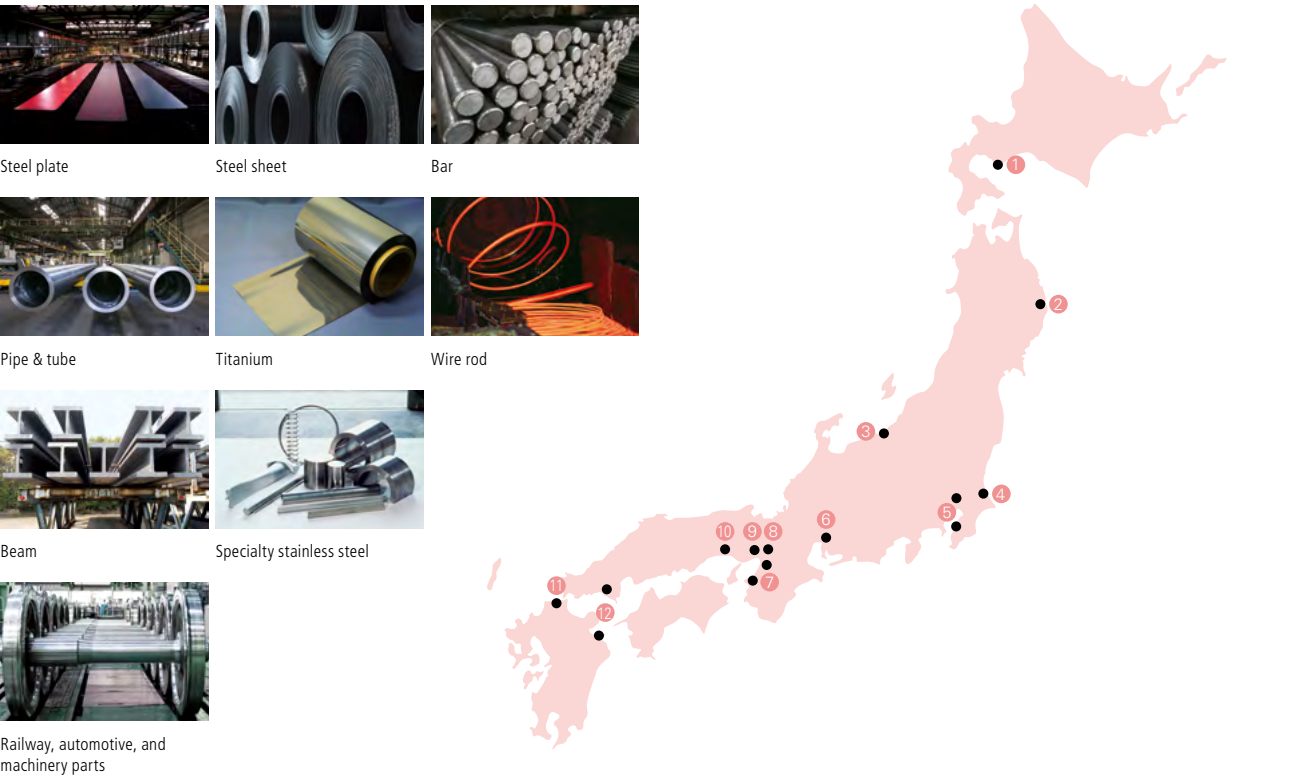 Steel plate
Steel sheet
Bar
Pipe & tube
Titanium
Wire rod
Beam
Specialty stainless steel
Railway, automotive, and
machinery parts
1
2
3
4
5
6
7
8
9
10
11
12